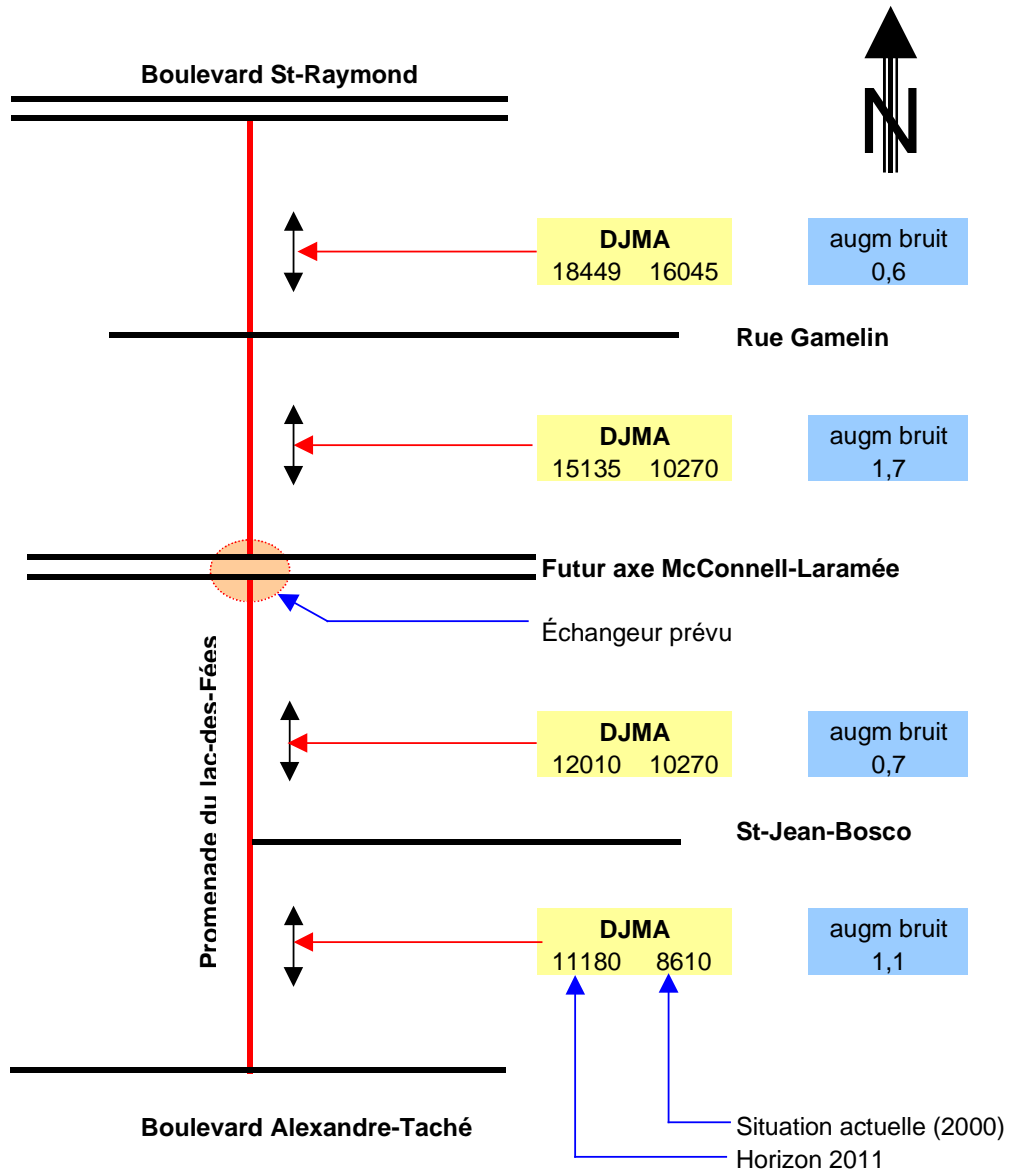 Boulevard St-Raymond
N
DJMA
18449 16045
augm bruit
0,6
Rue Gamelin
DJMA
15135 10270
augm bruit
1,7
Futur axe McConnell-Laramée
Échangeur prévu
Promenade du lac-des-Fées
DJMA
12010 10270
augm bruit
0,7
St-Jean-Bosco
DJMA
11180 8610
augm bruit
1,1
Boulevard Alexandre-Taché
Situation actuelle (2000)
Horizon 2011